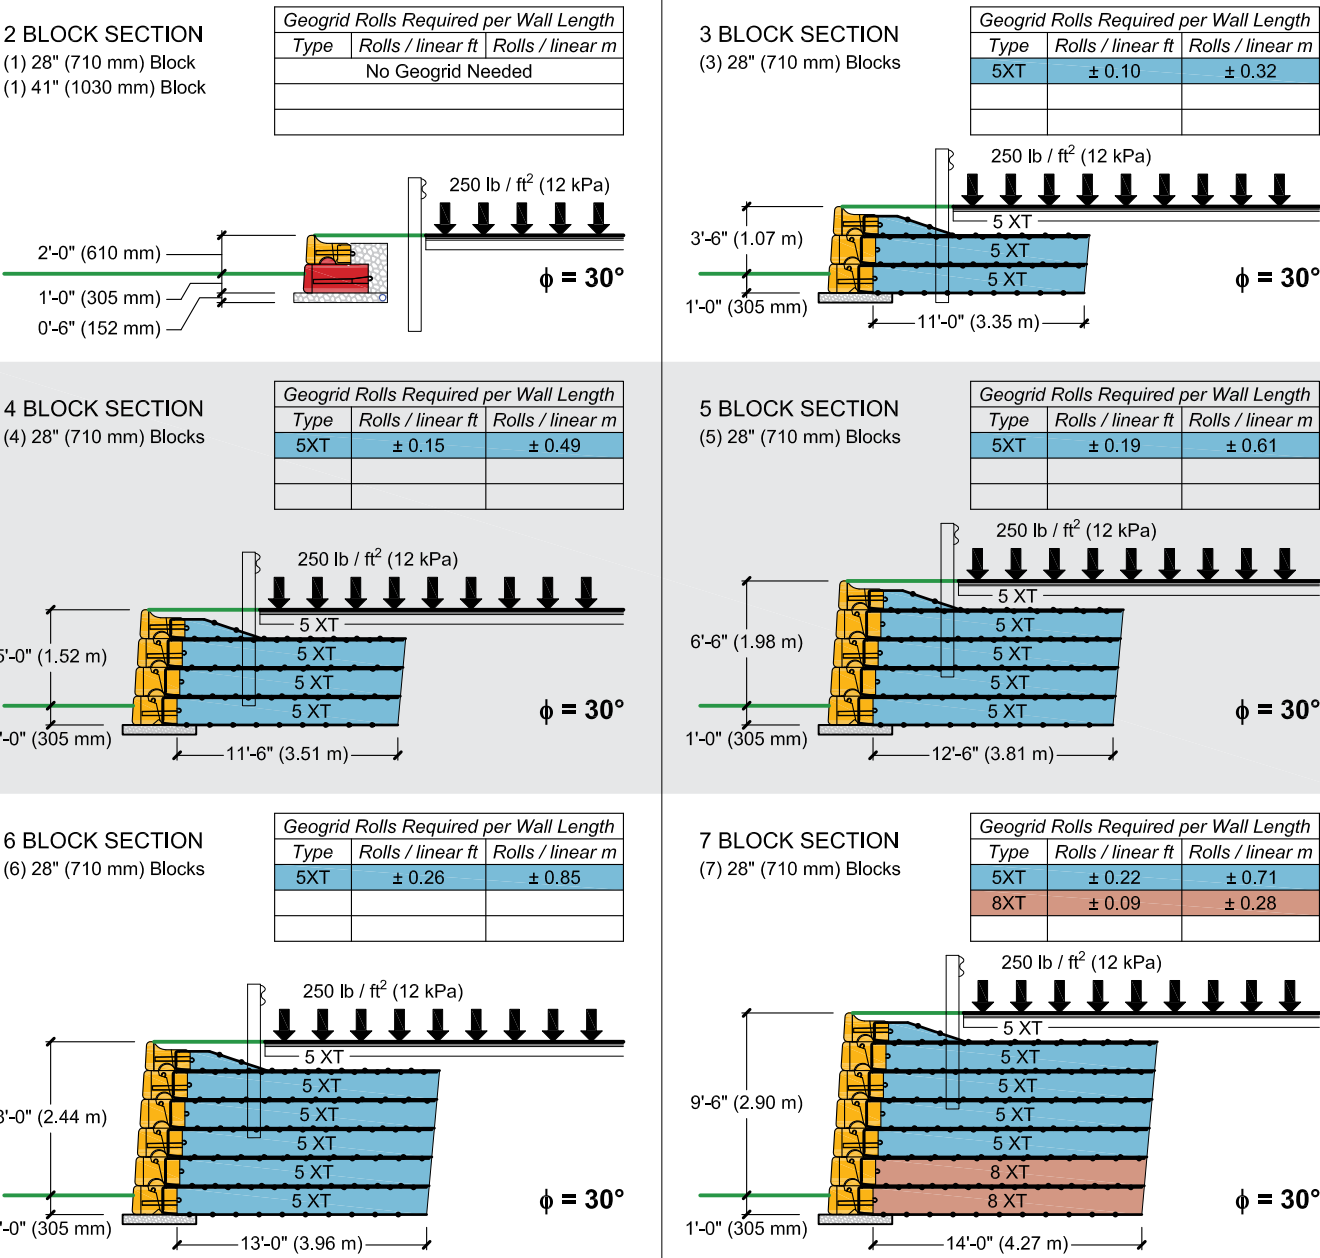 2 BLOCK SECTION
(1) 28" (710 mm) Block
(1) 41" (1030 mm) Block
Geogrid Rolls Required per Wall Length
Type Rolls / linear ft Rolls / linear m
No Geogrid Needed
250 lb / ft² (12 kPa)
2'-0" (610 mm)
1'-0" (305 mm)
0'-6" (152 mm)
ϕ = 30°
3 BLOCK SECTION
(3) 28" (710 mm) Blocks
Geogrid Rolls Required per Wall Length
Type Rolls / linear ft Rolls / linear m
5XT ± 0.10 ± 0.32
250 lb / ft² (12 kPa)
5 XT
3'-6" (1.07 m)
5 XT
5 XT
ϕ = 30°
1'-0" (305 mm)
11'-0" (3.35 m)
4 BLOCK SECTION
(4) 28" (710 mm) Blocks
Geogrid Rolls Required per Wall Length
Type Rolls / linear ft Rolls / linear m
5XT ± 0.15 ± 0.49
250 lb / ft² (12 kPa)
5 XT
5'-0" (1.52 m)
5 XT
5 XT
5 XT
ϕ = 30°
'-0" (305 mm)
11'-6" (3.51 m)
5 BLOCK SECTION
(5) 28" (710 mm) Blocks
Geogrid Rolls Required per Wall Length
Type Rolls / linear ft Rolls / linear m
5XT ± 0.19 ± 0.61
250 lb / ft² (12 kPa)
5 XT
5 XT
6'-6" (1.98 m)
5 XT
5 XT
5 XT
ϕ = 30°
1'-0" (305 mm)
12'-6" (3.81 m)
6 BLOCK SECTION
(6) 28" (710 mm) Blocks
Geogrid Rolls Required per Wall Length
Type Rolls / linear ft Rolls / linear m
5XT ± 0.26 ± 0.85
250 lb / ft² (12 kPa)
5 XT
5 XT
5 XT
8'-0" (2.44 m)
5 XT
5 XT
5 XT
ϕ = 30°
'-0" (305 mm)
13'-0" (3.96 m)
7 BLOCK SECTION
(7) 28" (710 mm) Blocks
Geogrid Rolls Required per Wall Length
Type Rolls / linear ft Rolls / linear m
5XT ± 0.22 ± 0.71
8XT ± 0.09 ± 0.28
250 lb / ft² (12 kPa)
5 XT
5 XT
5 XT
9'-6" (2.90 m)
5 XT
5 XT
8 XT
8 XT
ϕ = 30°
1'-0" (305 mm)
14'-0" (4.27 m)